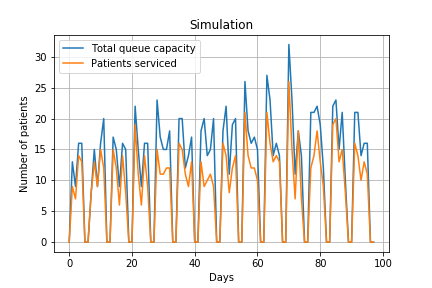 Simulation
Total queue capacity
Patients serviced
Number of patients
30
25
20
15
10
5
0
0 20 40 60 80 100
Days